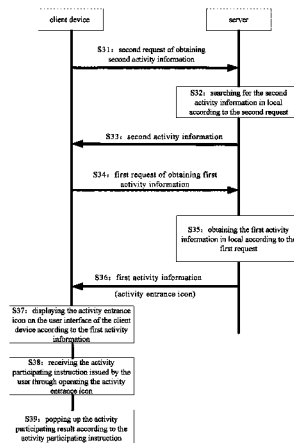 client device
server
S31: second request of obtaining
second activity information
S32: searching for the second
activity information in local
according to the second request
S33: second activity information
S34: first request of obtaining first
activity information
S35: obtaining the first activity
information in local according to the
first request
S36: first activity information
(activity entrance icon)
S37: displaying the activity entrance
icon on the user interface of the client
device according to the first activity
information
S38: receiving the activity
participating instruction issued by the
user through operating the activity
entrance icon
S39: popping up the activity
participating result according to the
activity participating instruction